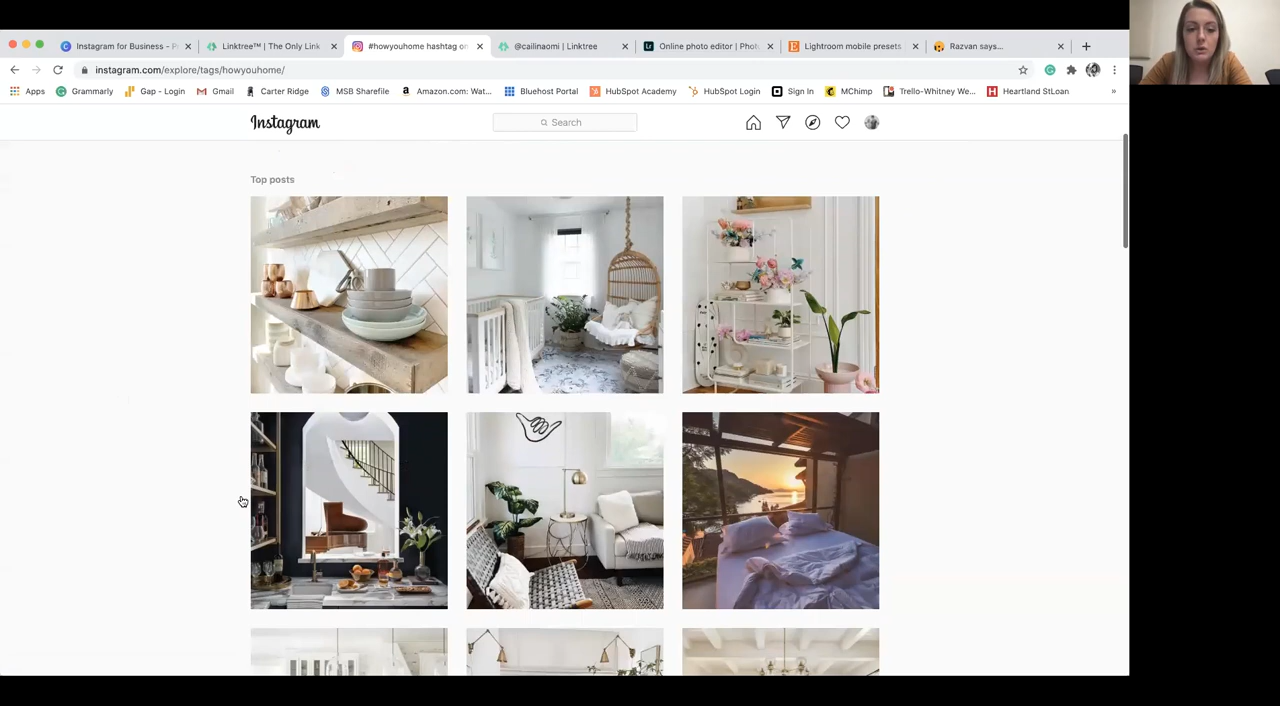 Instagram for Business - P
Linktree™ | The Only Link
#howyouhome hashtag on
@cailinaomi | Linktree
Online photo editor | Phot
Lightroom mobile presets
Razvan says...
instagram.com/explore/tags/howyouhome/
Apps
Grammarly
Gap - Login
Gmail
Carter Ridge
MSB Sharefile
Amazon.com: Wat...
Bluehost Portal
HubSpot Academy
HubSpot Login
Sign In
MChimp
Trello-Whitney We...
Heartland StLoan
»
Instagram
Search
Top posts